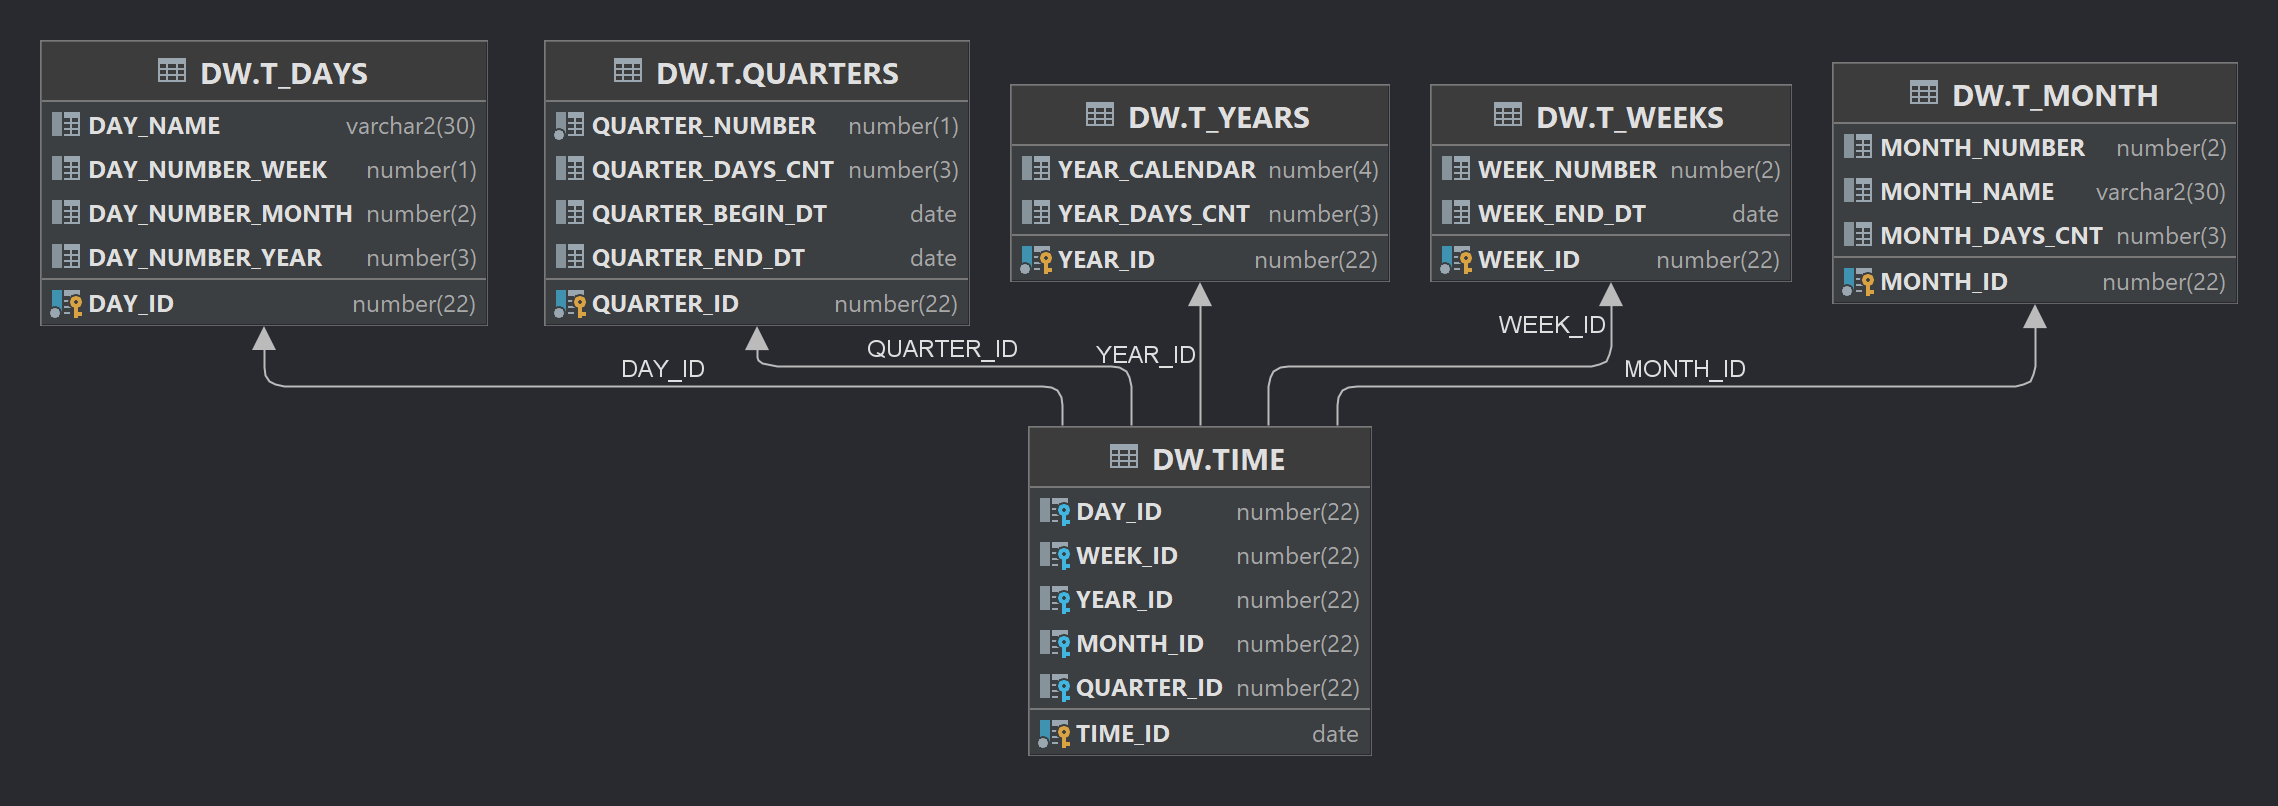 DW.T_DAYS
DAY_NAME varchar2(30)
DAY_NUMBER_WEEK number(1)
DAY_NUMBER_MONTH number(2)
DAY_NUMBER_YEAR number(3)
DAY_ID number(22)
DW.T.QUARTERS
QUARTER_NUMBER number(1)
QUARTER_DAYS_CNT number(3)
QUARTER_BEGIN_DT date
QUARTER_END_DT date
QUARTER_ID number(22)
DW.T_YEARS
YEAR_CALENDAR number(4)
YEAR_DAYS_CNT number(3)
YEAR_ID number(22)
DW.T_WEEKS
WEEK_NUMBER number(2)
WEEK_END_DT date
WEEK_ID number(22)
DW.T_MONTH
MONTH_NUMBER number(2)
MONTH_NAME varchar2(30)
MONTH_DAYS_CNT number(3)
MONTH_ID number(22)
DAY_ID
QUARTER_ID
YEAR_ID
WEEK_ID
MONTH_ID
DW.TIME
DAY_ID number(22)
WEEK_ID number(22)
YEAR_ID number(22)
MONTH_ID number(22)
QUARTER_ID number(22)
TIME_ID date